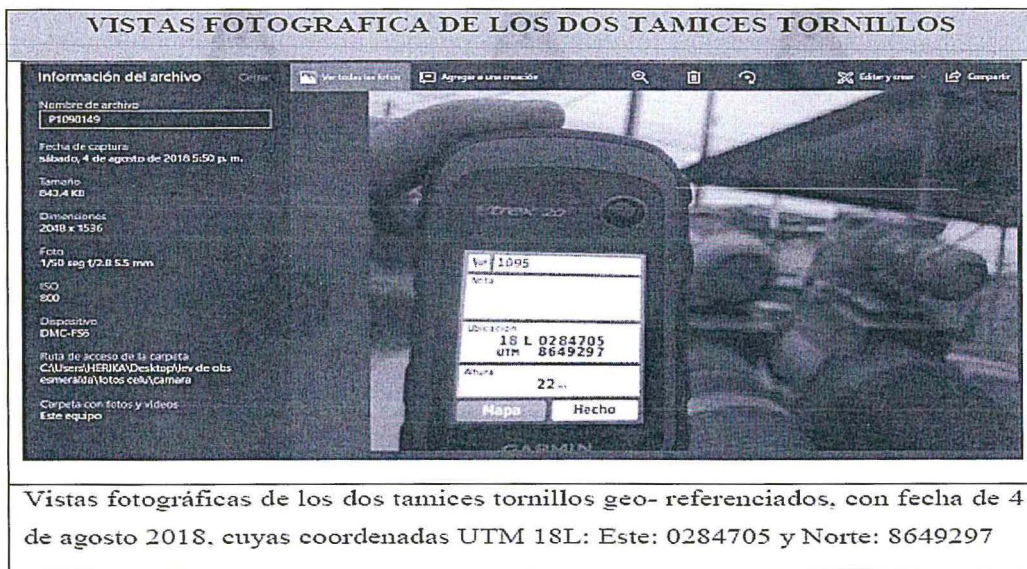 VISTAS FOTOGRAFICA DE LOS DOS TAMICES TORNILLOS
Información del archivo Cerrar Ver todas las fotos Agregar a una creación Editar y crear Compartir
Nombre de archivo
P1090149
Fecha de captura
sábado, 4 de agosto de 2018 5:50 p. m.
Tamaño
843,4 KB
Dimensiones
2048 x 1536
Foto
1/50 seg f/2.8 5.5 mm
ISO
800
Dispositivo
DMC-FS6
Ruta de acceso de la carpeta
C:\Users\HERIKA\Desktop\lev de obs
esmeralda\fotos celu\camara
Carpeta con fotos y vídeos
Este equipo
etrex 20
1095
Nota
Ubicación
18 L 0284705
UTM 8649297
Altura
22
Mapa Hecho
GARMIN
Vistas fotográficas de los dos tamices tornillos geo- referenciados, con fecha de 4
de agosto 2018, cuyas coordenadas UTM 18L: Este: 0284705 y Norte: 8649297